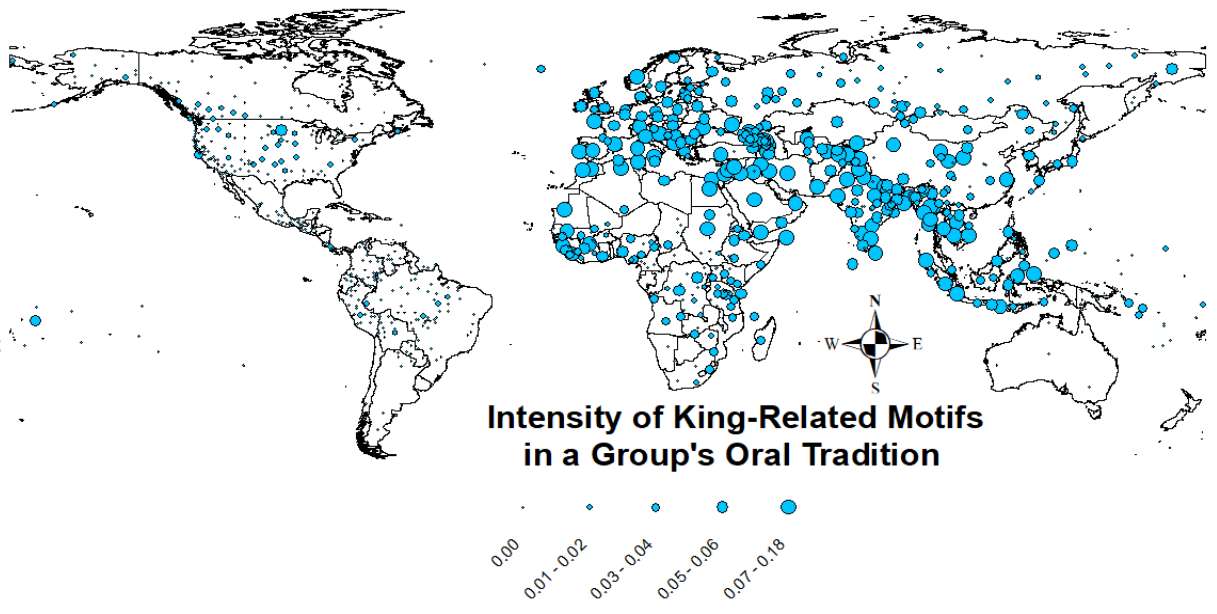 N
W E
S
Intensity of King-Related Motifs
in a Group's Oral Tradition
0.00
0.01 - 0.02
0.03 - 0.04
0.05 - 0.06
0.07 - 0.18